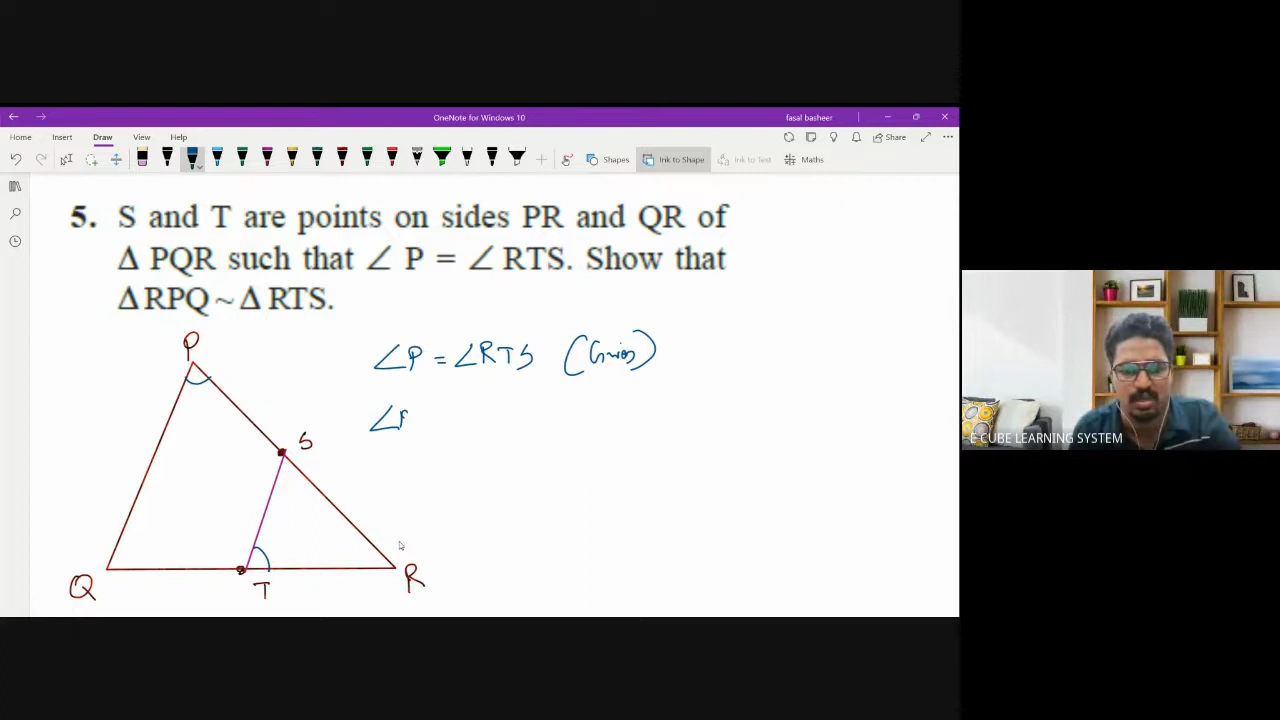 OneNote for Windows 10
fasal basheer
Home Insert Draw View Help
Share
Shapes Ink to Shape Ink to Text Maths
5. S and T are points on sides PR and QR of
Δ PQR such that ∠ P = ∠ RTS. Show that
Δ RPQ ~ Δ RTS.
P
∠P = ∠RTS
∠
S
Q
T
R
E CUBE LEARNING SYSTEM